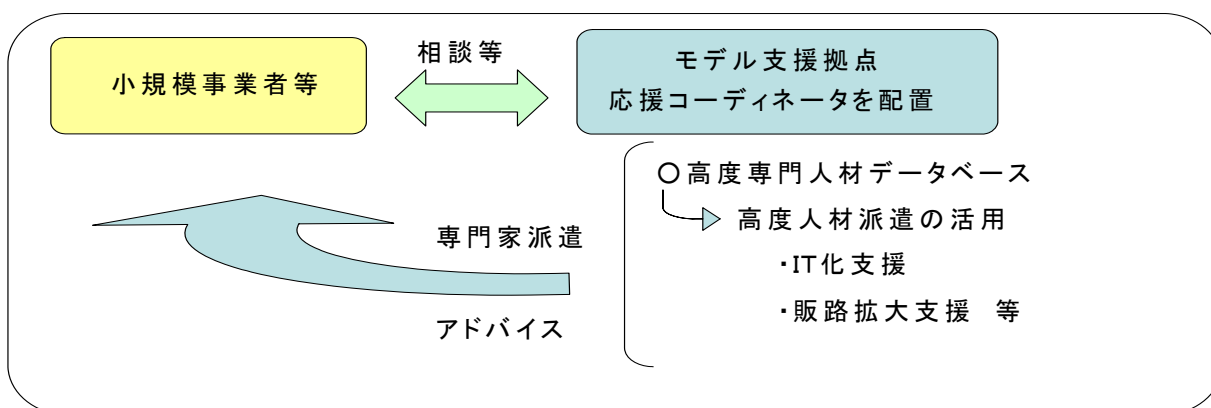 小規模事業者等
相談等
モデル支援拠点
応援コーディネータを配置
○高度専門人材データベース
高度人材派遣の活用
・IT化支援
・販路拡大支援 等
専門家派遣
アドバイス